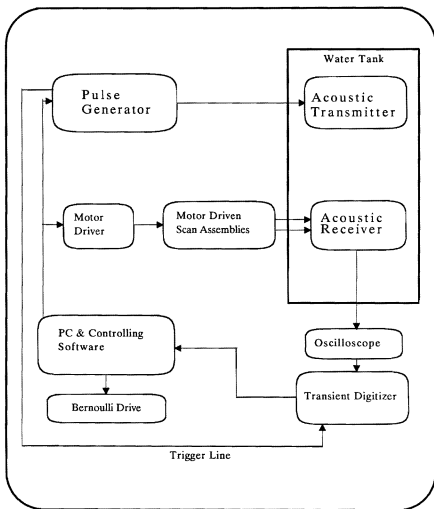 Water Tank
Pulse
Generator
Acoustic
Transmitter
Motor
Driver
Motor Driven
Scan Assemblies
Acoustic
Receiver
PC & Controlling
Software
Oscilloscope
Transient Digitizer
Bernoulli Drive
Trigger Line